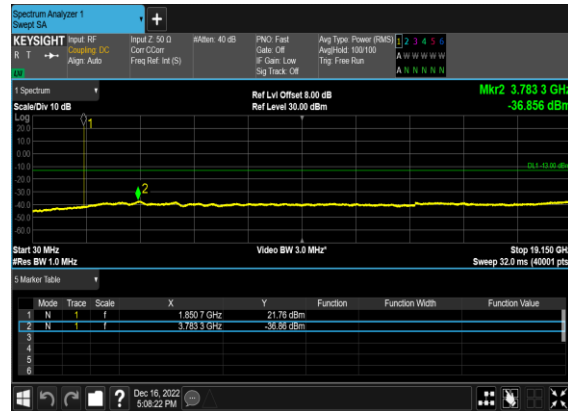 Spectrum Analyzer 1
Swept SA
+
KEYSIGHT Input: RF Input Z: 50 Ω #Atten: 40 dB PNO: Fast Avg Type: Power (RMS) 1 2 3 4 5 6
R T Coupling: DC Corr CCorr Gate: Off Avg|Hold: 100/100 A W W W W W
Align: Auto Freq Ref: Int (S) IF Gain: Low Trig: Free Run
LW Sig Track: Off A N N N N N
1 Spectrum Ref Lvl Offset 8.00 dB Mkr2 3.783 3 GHz
Scale/Div 10 dB Ref Level 30.00 dBm -36.856 dBm
Log 1
20.0
10.0
0.00
-10.0 DL1 -13.00 dBm
-20.0
-30.0 2
-40.0
-50.0
-60.0
Start 30 MHz Video BW 3.0 MHz* Stop 19.150 GHz
#Res BW 1.0 MHz Sweep 32.0 ms (40001 pts)
5 Marker Table
Mode Trace Scale X Y Function Function Width Function Value
1 N 1 f 1.850 7 GHz 21.76 dBm
2 N 1 f 3.783 3 GHz -36.86 dBm
3
4
5
6
? Dec 16, 2022
5:08:22 PM